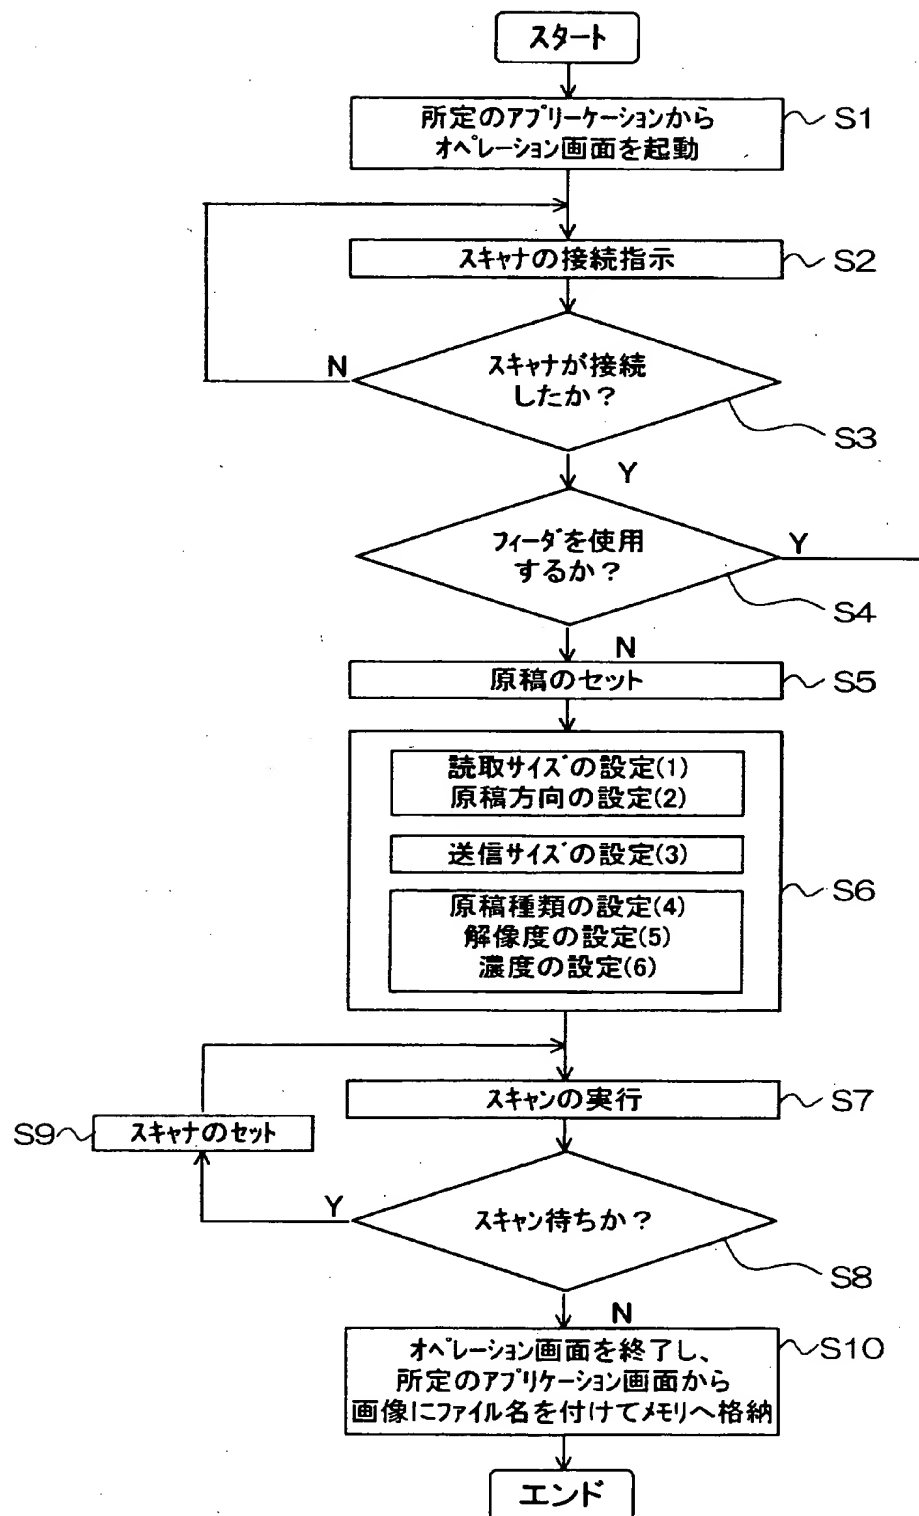 スタート
所定のアプリーケーションから
オペレーション画面を起動
S1
スキャナの接続指示
S2
スキャナが接続
したか？
N
S3
Y
フィーダを使用
するか？
Y
S4
N
原稿のセット
S5
読取サイズの設定(1)
原稿方向の設定(2)
送信サイズの設定(3)
S6
原稿種類の設定(4)
解像度の設定(5)
濃度の設定(6)
スキャンの実行
S7
S9
スキャナのセット
Y
スキャン待ちか？
S8
N
オペレーション画面を終了し、
所定のアプリケーション画面から
画像にファイル名を付けてメモリへ格納
S10
エンド